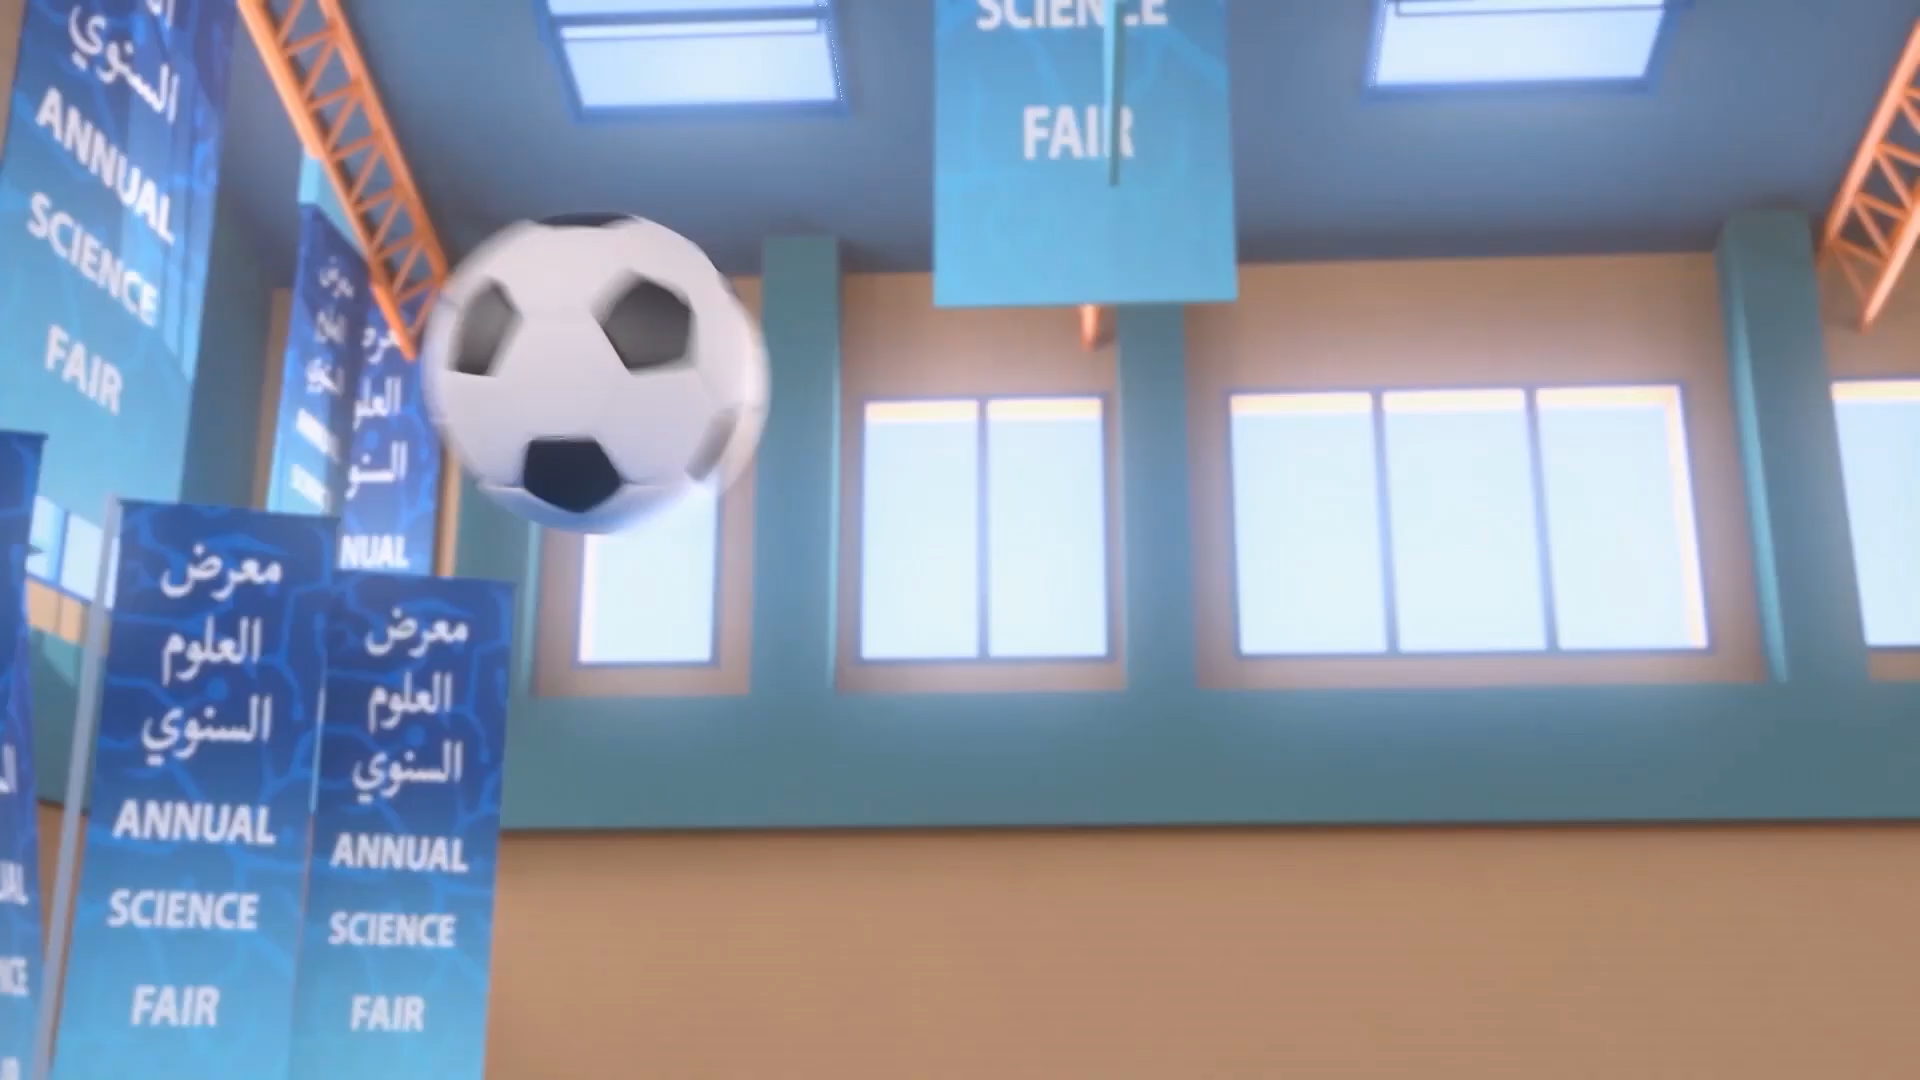 السنوي
ANNUAL
SCIENCE
FAIR
SCIENCE
FAIR
معرض
العلوم
السنوي
ANNUAL
SCIENCE
FAIR
معرض
العلوم
السنوي
ANNUAL
SCIENCE
FAIR